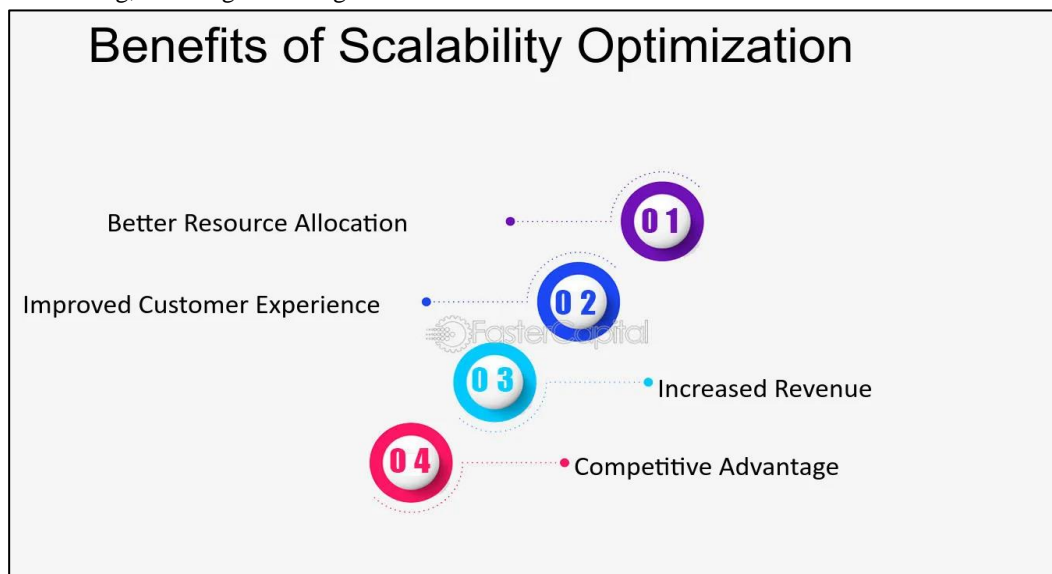 Benefits of Scalability Optimization
Better Resource Allocation
01
Improved Customer Experience
02
FasterCapital
03
Increased Revenue
04
Competitive Advantage